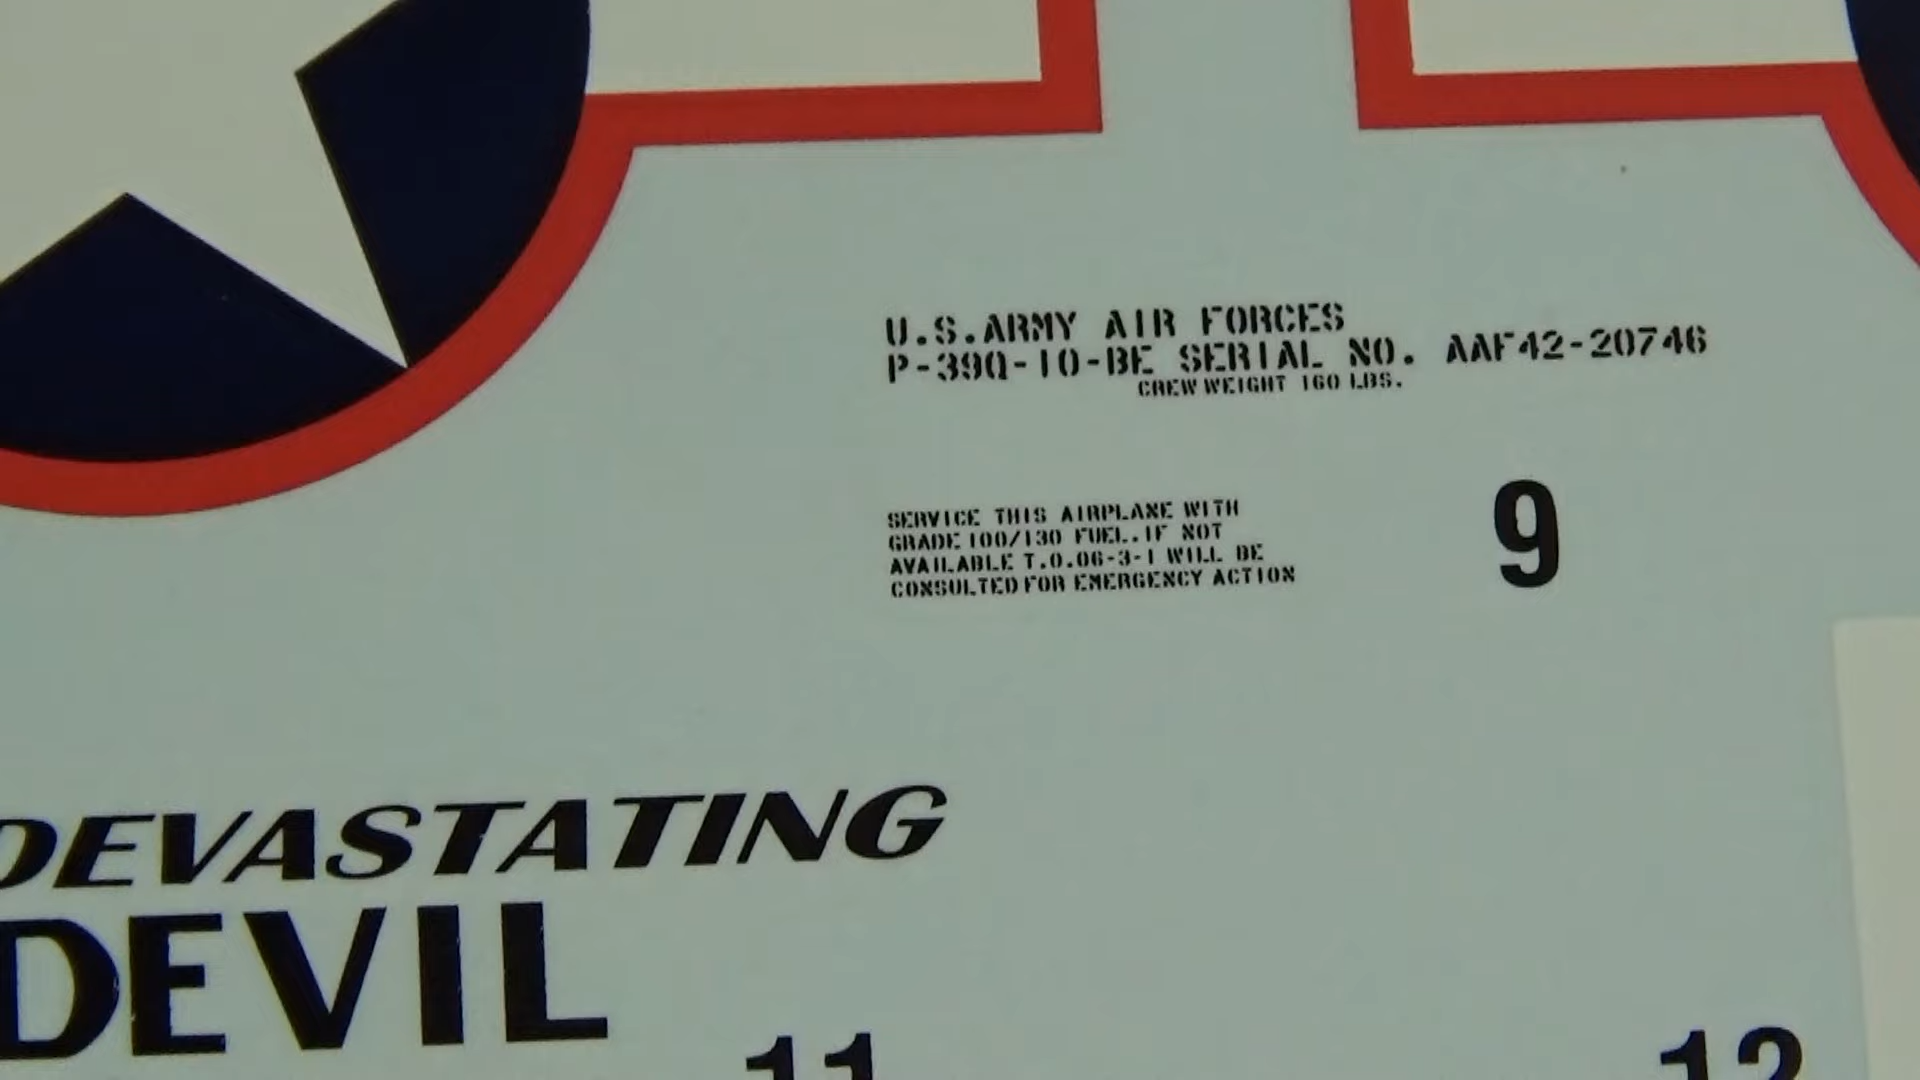 U.S.ARMY AIR FORCES
P-39Q-10-BE SERIAL NO. AAF42-20746
CREW WEIGHT 160 LBS.
SERVICE THIS AIRPLANE WITH
GRADE 100/130 FUEL.IF NOT
AVAILABLE T.O.06-3-1 WILL BE
CONSULTED FOR EMERGENCY ACTION
9
DEVASTATING
DEVIL
11
12